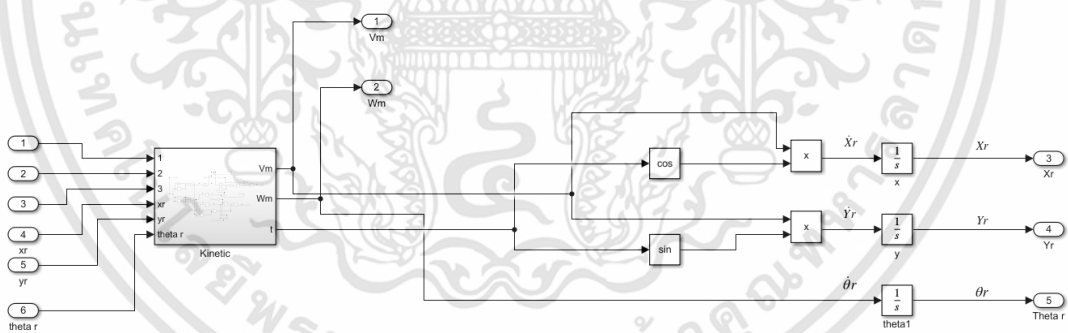 1
Vm
2
Wm
1
2
3
4
xr
5
yr
6
theta r
1
2
3
xr
yr
theta r
Vm
Wm
t
Kinetic
cos
sin
x
x
Ẋr
1/s
x
Xr
3
Xr
Ẏr
1/s
y
Yr
4
Yr
θ̇r
1/s
theta1
θr
5
Theta r